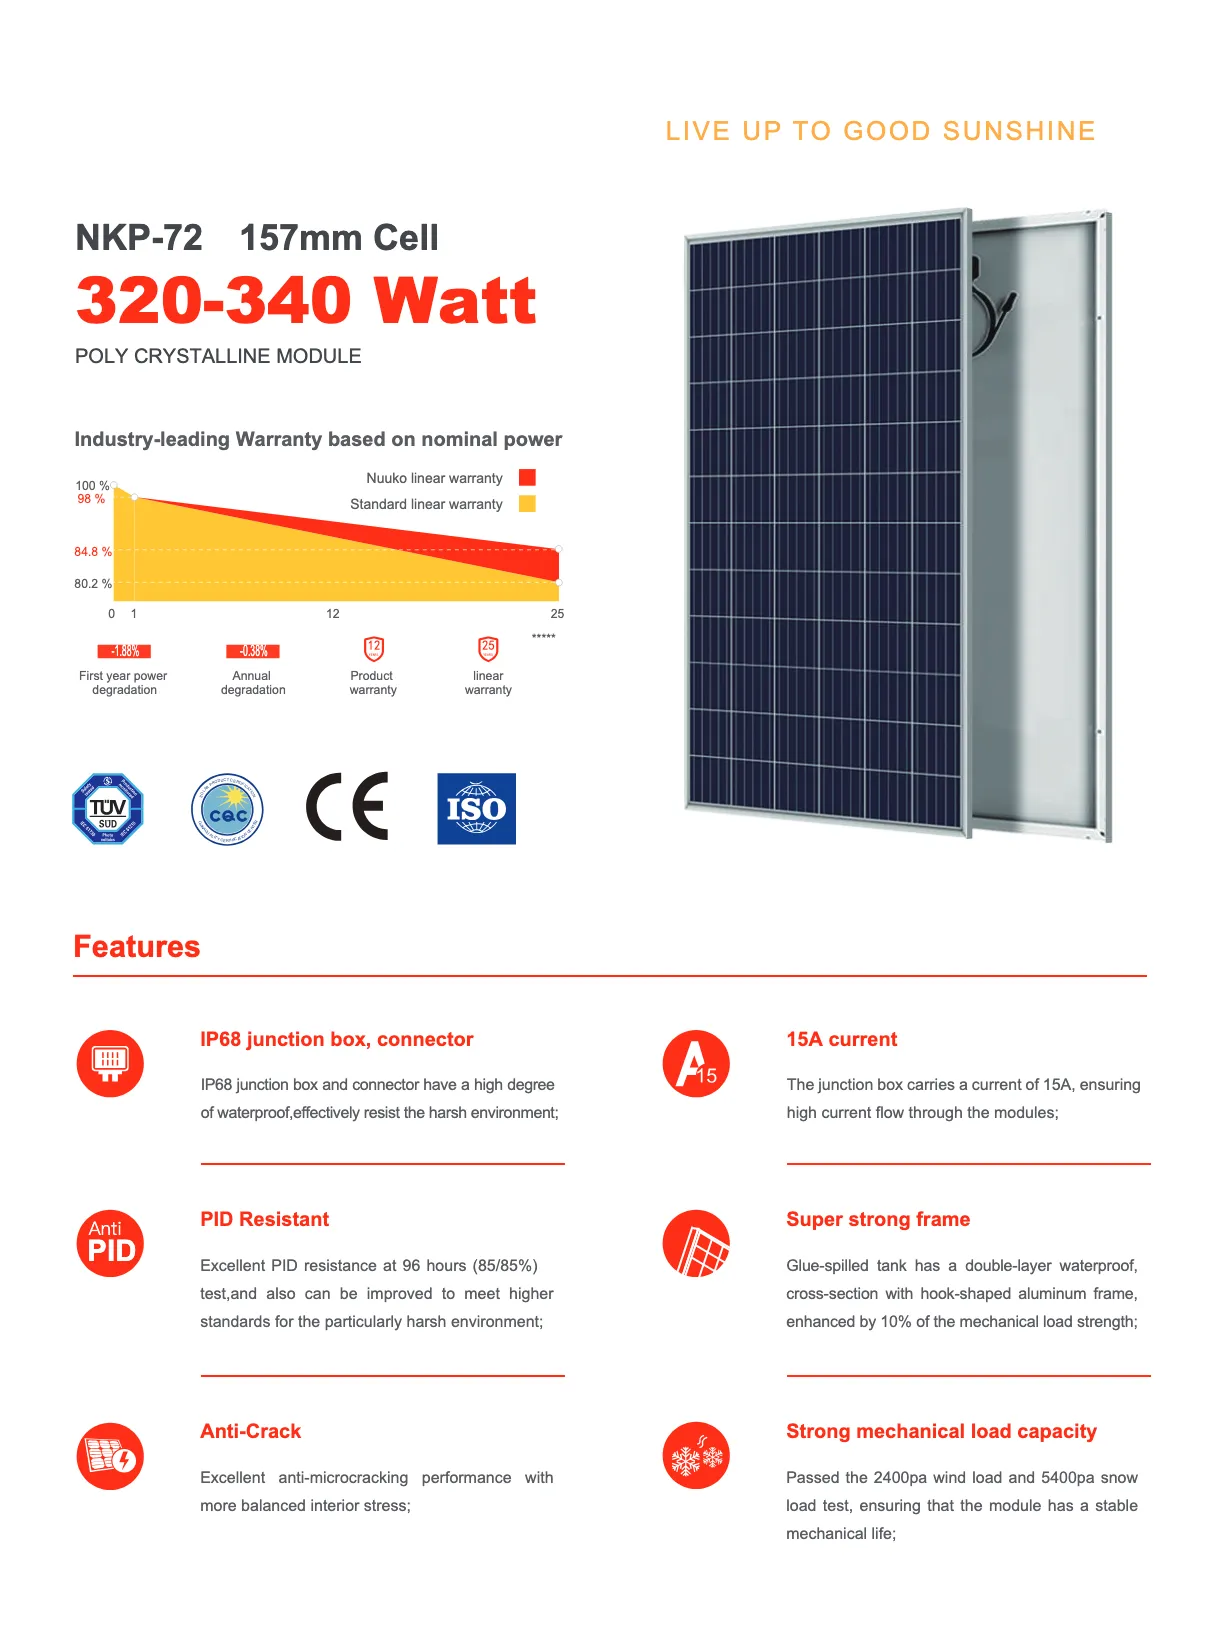 LIVE UP TO GOOD SUNSHINE
NKP-72 157mm Cell
320-340 Watt
POLY CRYSTALLINE MODULE
Industry-leading Warranty based on nominal power
Nuuko linear warranty
Standard linear warranty
100 %
98 %
84.8 %
80.2 %
0 1 12 25
*****
-1.88%
First year power
degradation
-0.38%
Annual
degradation
12
Product
warranty
25
linear
warranty
TÜV
SÜD
CQC
CE
ISO
Features
IP68 junction box, connector
IP68 junction box and connector have a high degree
of waterproof,effectively resist the harsh environment;
A15
15A current
The junction box carries a current of 15A, ensuring
high current flow through the modules;
Anti
PID
PID Resistant
Excellent PID resistance at 96 hours (85/85%)
test,and also can be improved to meet higher
standards for the particularly harsh environment;
Super strong frame
Glue-spilled tank has a double-layer waterproof,
cross-section with hook-shaped aluminum frame,
enhanced by 10% of the mechanical load strength;
Anti-Crack
Excellent anti-microcracking performance with
more balanced interior stress;
Strong mechanical load capacity
Passed the 2400pa wind load and 5400pa snow
load test, ensuring that the module has a stable
mechanical life;